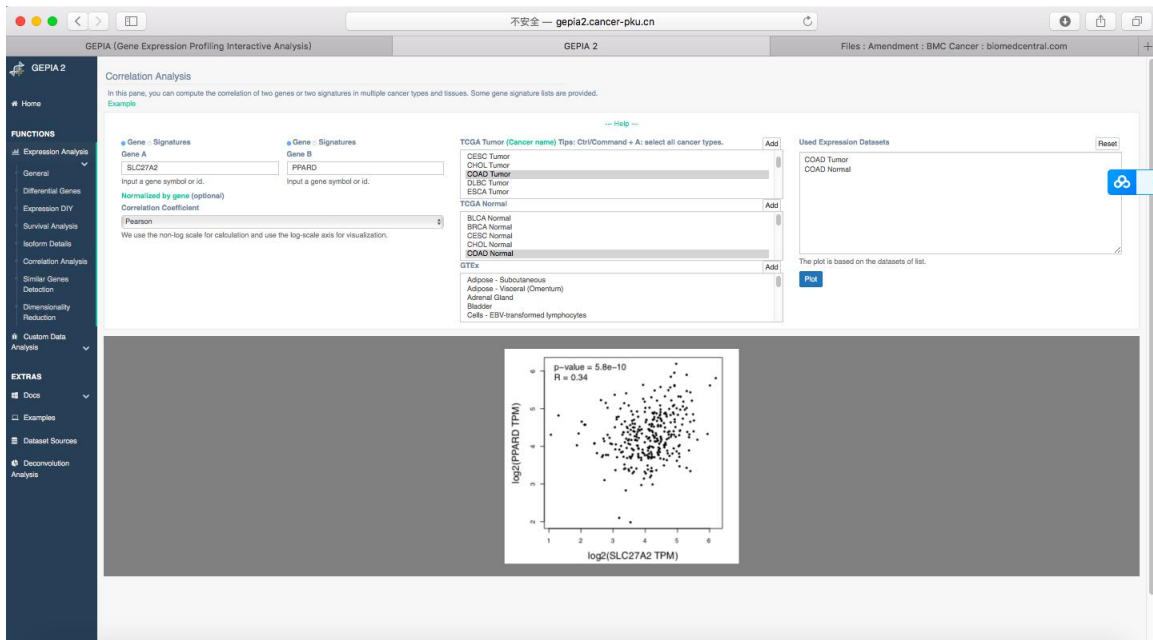 不安全 — gepia2.cancer-pku.cn
GEPIA (Gene Expression Profiling Interactive Analysis)
GEPIA 2
Files : Amendment : BMC Cancer : biomedcentral.com
GEPIA 2
Home
FUNCTIONS
Expression Analysis
General
Differential Genes
Expression DIY
Survival Analysis
Isoform Details
Correlation Analysis
Similar Genes
Detection
Dimensionality
Reduction
Custom Data
Analysis
EXTRAS
Docs
Examples
Dataset Sources
Deconvolution
Analysis
Correlation Analysis
In this pane, you can compute the correlation of two genes or two signatures in multiple cancer types and tissues. Some gene signature lists are provided.
Example
--- Help ---
Gene Signatures
Gene A
SLC27A2
Input a gene symbol or id.
Gene Signatures
Gene B
PPARD
Input a gene symbol or id.
Normalized by gene (optional)
Correlation Coefficient
Pearson
We use the non-log scale for calculation and use the log-scale axis for visualization.
TCGA Tumor (Cancer name) Tips: Ctrl/Command + A: select all cancer types.
Add
CESC Tumor
CHOL Tumor
COAD Tumor
DLBC Tumor
ESCA Tumor
TCGA Normal
Add
BLCA Normal
BRCA Normal
CESC Normal
CHOL Normal
COAD Normal
GTEx
Add
Adipose - Subcutaneous
Adipose - Visceral (Omentum)
Adrenal Gland
Bladder
Cells - EBV-transformed lymphocytes
Used Expression Datasets
Reset
COAD Tumor
COAD Normal
The plot is based on the datasets of list.
Plot
p-value = 5.8e-10
R = 0.34
log2(PPARD TPM)
6
5
4
3
2
1 2 3 4 5 6
log2(SLC27A2 TPM)